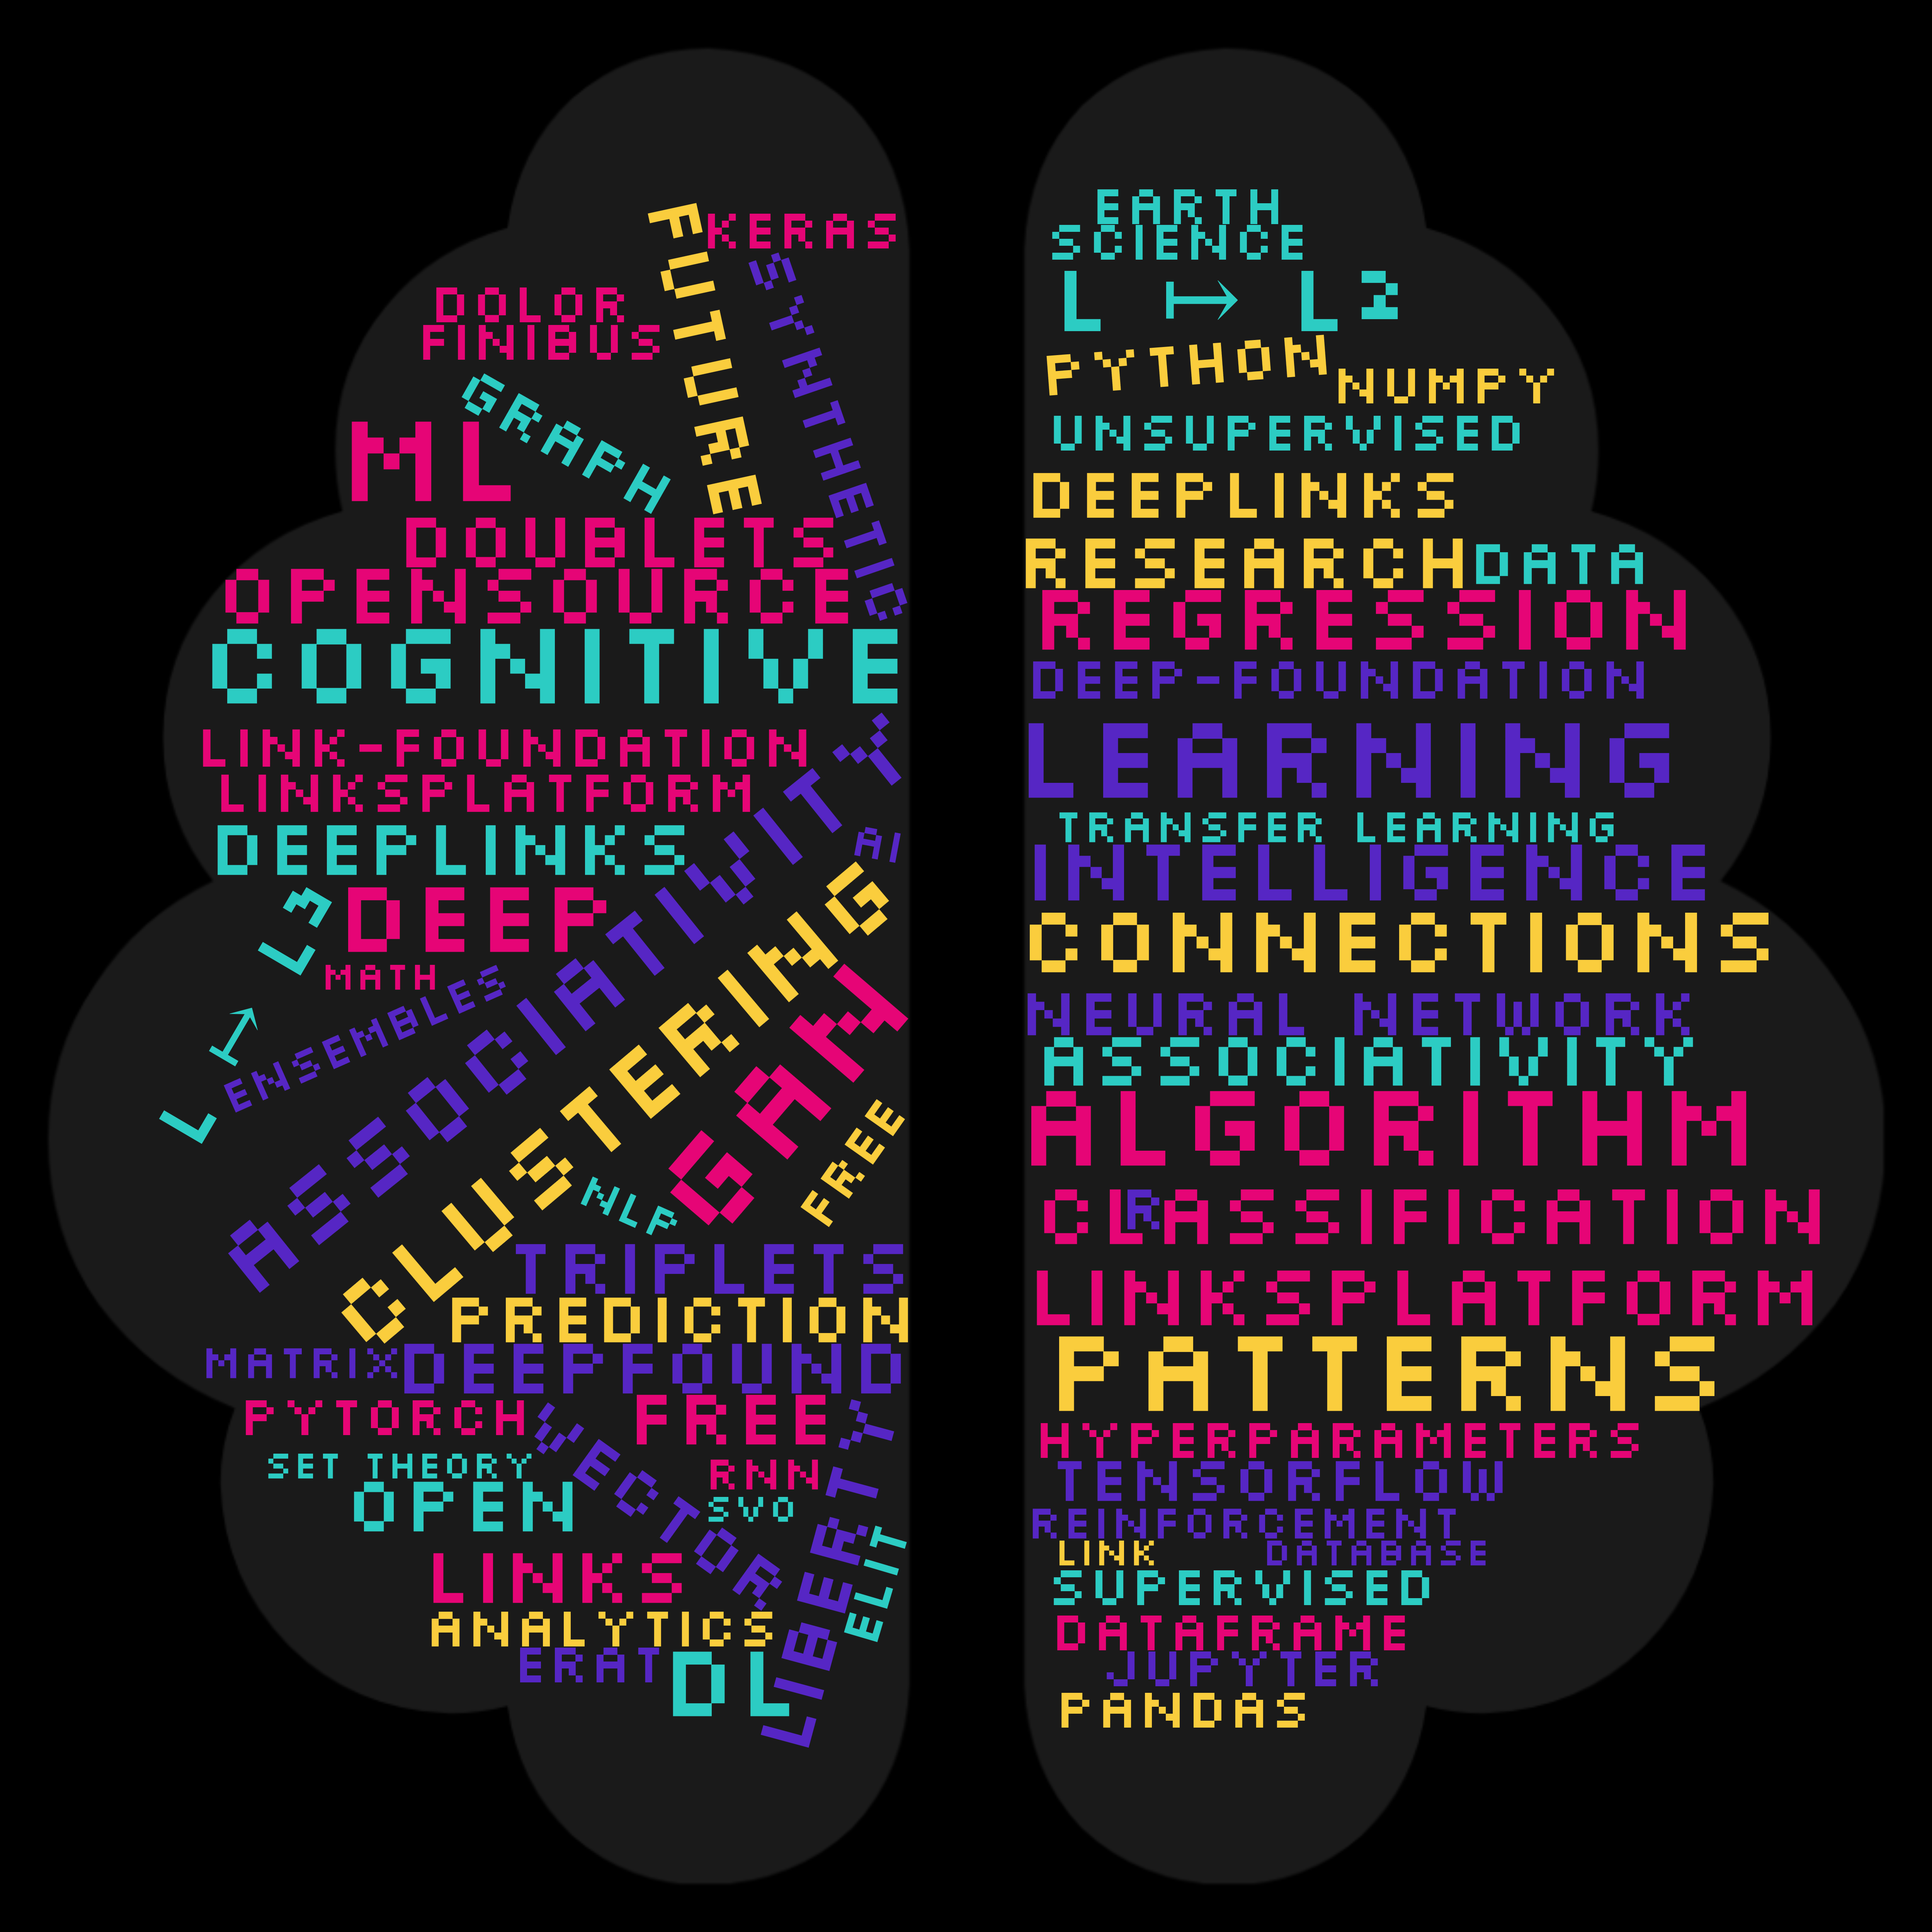 KERAS
FUTURE
SYNTHETIC
DOLOR
FINIBUS
GRAPH
ML
DOUBLETS
OPENSOURCE
COGNITIVE
LINK-FOUNDATION
LINKSPLATFORM
DEEPLINKS
AI
L ↦ L³
DEEP
MATH
ENSEMBLES
ASSOCIATIVITY
CLUSTERING
GAN
FREE
NLP
TRIPLETS
PREDICTION
MATRIX
DEEPFOUND
PYTORCH
FREE
SET THEORY
VECTOR
RNN
OPEN
SVO
LIBERTY
ELIT
LINKS
ANALYTICS
ERAT
DL
EARTH
SCIENCE
L ↦ L²
PYTHON
NUMPY
UNSUPERVISED
DEEPLINKS
RESEARCH
DATA
REGRESSION
DEEP-FOUNDATION
LEARNING
TRANSFER LEARNING
INTELLIGENCE
CONNECTIONS
NEURAL NETWORK
ASSOCIATIVITY
ALGORITHM
CLASSIFICATION
R
LINKSPLATFORM
PATTERNS
HYPERPARAMETERS
TENSORFLOW
REINFORCEMENT
LINK
DATABASE
SUPERVISED
DATAFRAME
JUPYTER
PANDAS